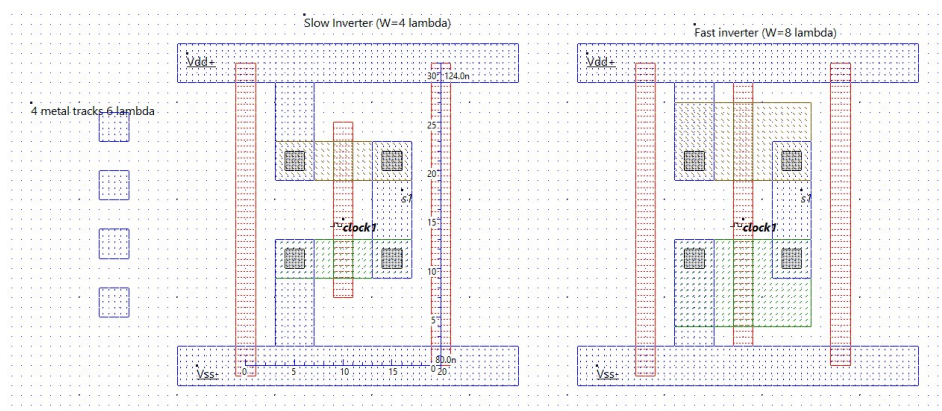 Slow Inverter (W=4 lambda)
Fast inverter (W=8 lambda)
Vdd+
Vdd+
30
124.0n
4 metal tracks 6 lambda
25
20
s1
s1
15
clock1
clock1
10
5
80.0n
0
5
10
15
20
0
Vss-
Vss-